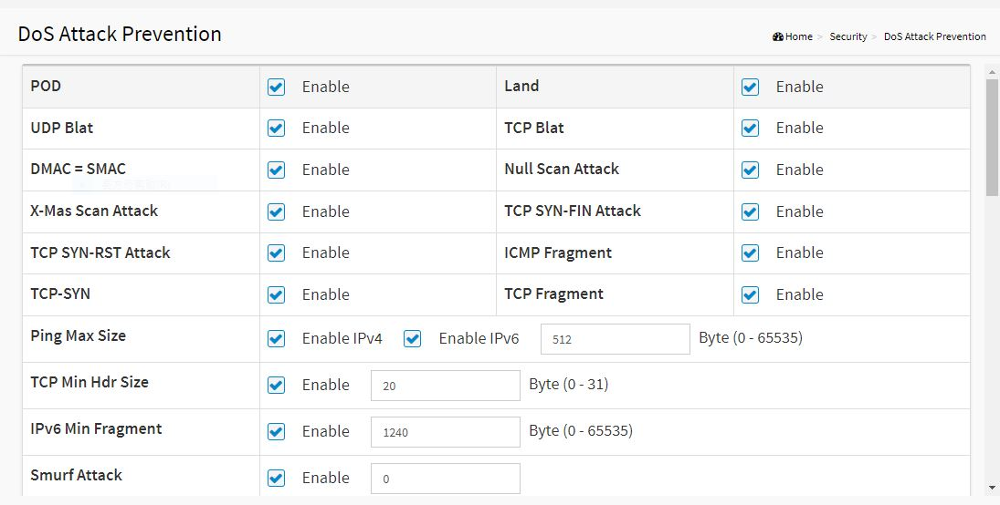 DoS Attack Prevention
Home > Security > DoS Attack Prevention
POD Enable Land Enable
UDP Blat Enable TCP Blat Enable
DMAC = SMAC Enable Null Scan Attack Enable
X-Mas Scan Attack Enable TCP SYN-FIN Attack Enable
TCP SYN-RST Attack Enable ICMP Fragment Enable
TCP-SYN Enable TCP Fragment Enable
Ping Max Size Enable IPv4 Enable IPv6 512 Byte (0 - 65535)
TCP Min Hdr Size Enable 20 Byte (0 - 31)
IPv6 Min Fragment Enable 1240 Byte (0 - 65535)
Smurf Attack Enable 0